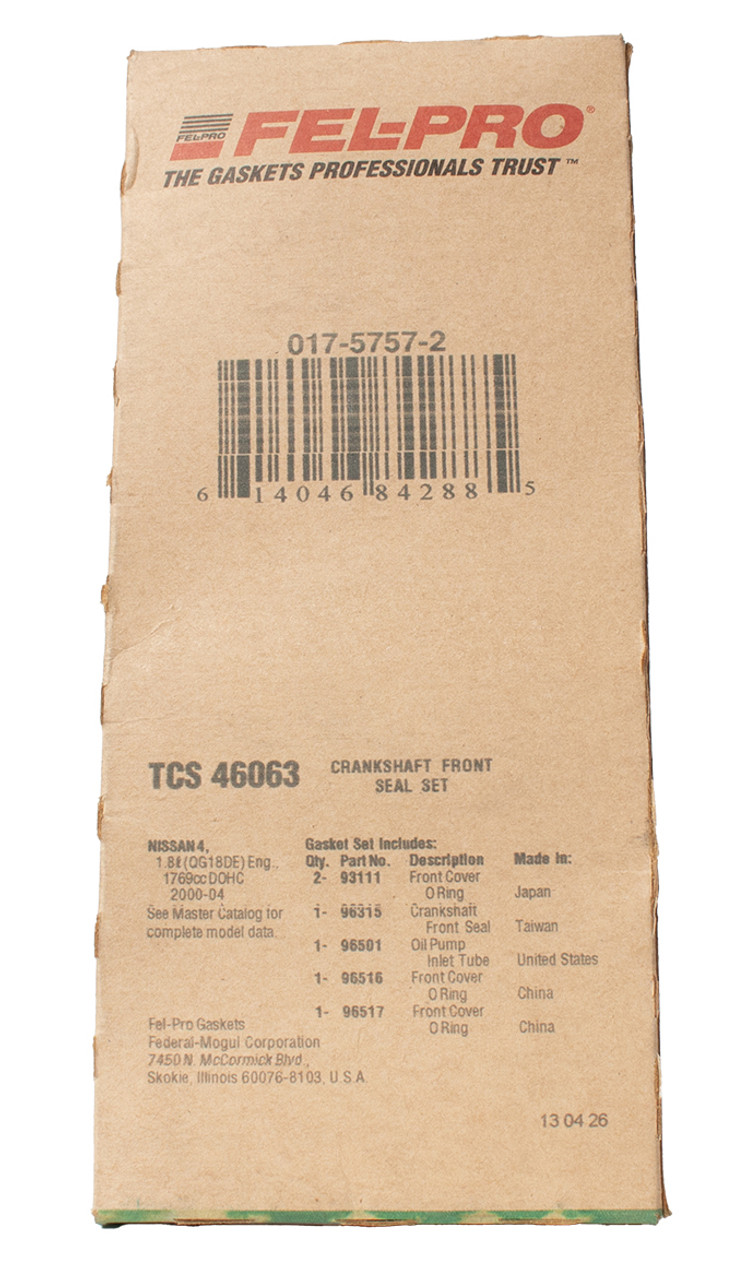 FEL-PRO
FEL-PRO®
THE GASKETS PROFESSIONALS TRUST ™
017-5757-2
6 14046 84288 5
TCS 46063
CRANKSHAFT FRONT
SEAL SET
NISSAN 4,
1.8ℓ (QG18DE) Eng.,
1769cc DOHC
2000-04
See Master Catalog for
complete model data.
Gasket Set Includes:
Qty. Part No. Description Made In:
2- 93111 Front Cover
O Ring Japan
1- 96315 Crankshaft
Front Seal Taiwan
1- 96501 Oil Pump
Inlet Tube United States
1- 96516 Front Cover
O Ring China
1- 96517 Front Cover
O Ring China
Fel-Pro Gaskets
Federal-Mogul Corporation
7450 N. McCormick Blvd.,
Skokie, Illinois 60076-8103, U.S.A.
13 04 26